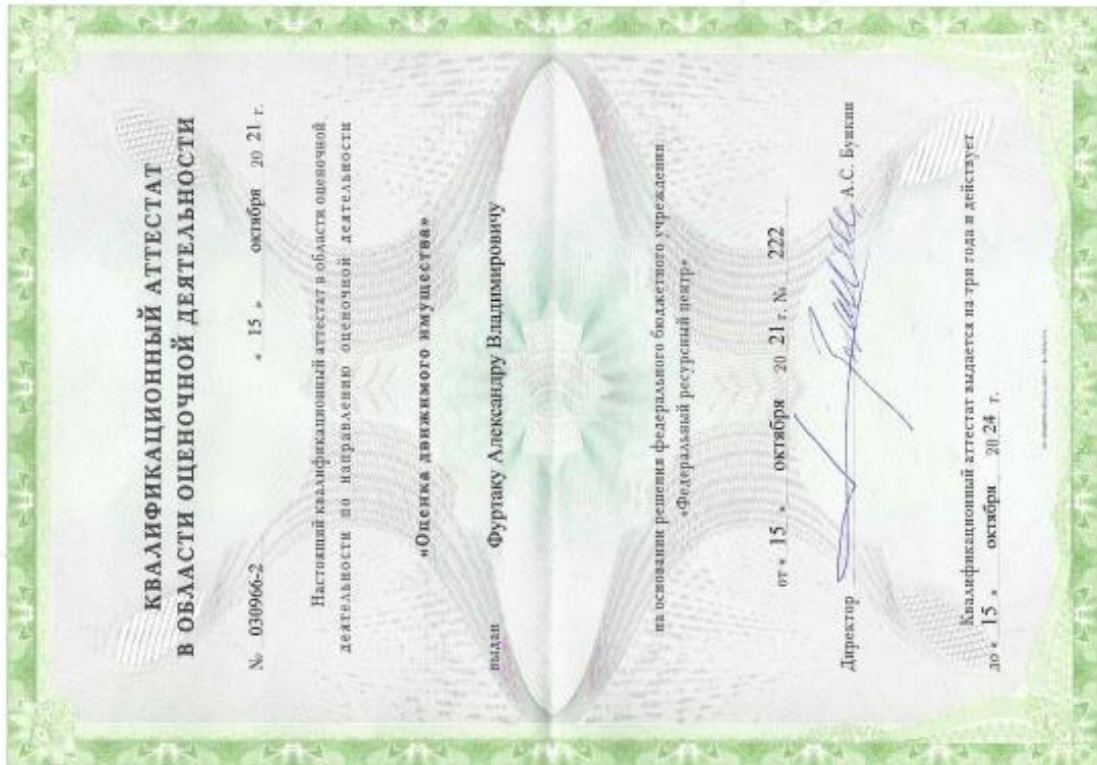 КВАЛИФИКАЦИОННЫЙ АТТЕСТАТ
В ОБЛАСТИ ОЦЕНОЧНОЙ ДЕЯТЕЛЬНОСТИ
№ 030966-2 « 15 » октября 20 21 г.
Настоящий квалификационный аттестат в области оценочной
деятельности по направлению оценочной деятельности
«Оценка движимого имущества»
выдан Фуртаку Александру Владимировичу
на основании решения федерального бюджетного учреждения
«Федеральный ресурсный центр»
от « 15 » октября 20 21 г. № 222
Директор А.С. Бункин
Квалификационный аттестат выдается на три года и действует
до « 15 » октября 20 24 г.